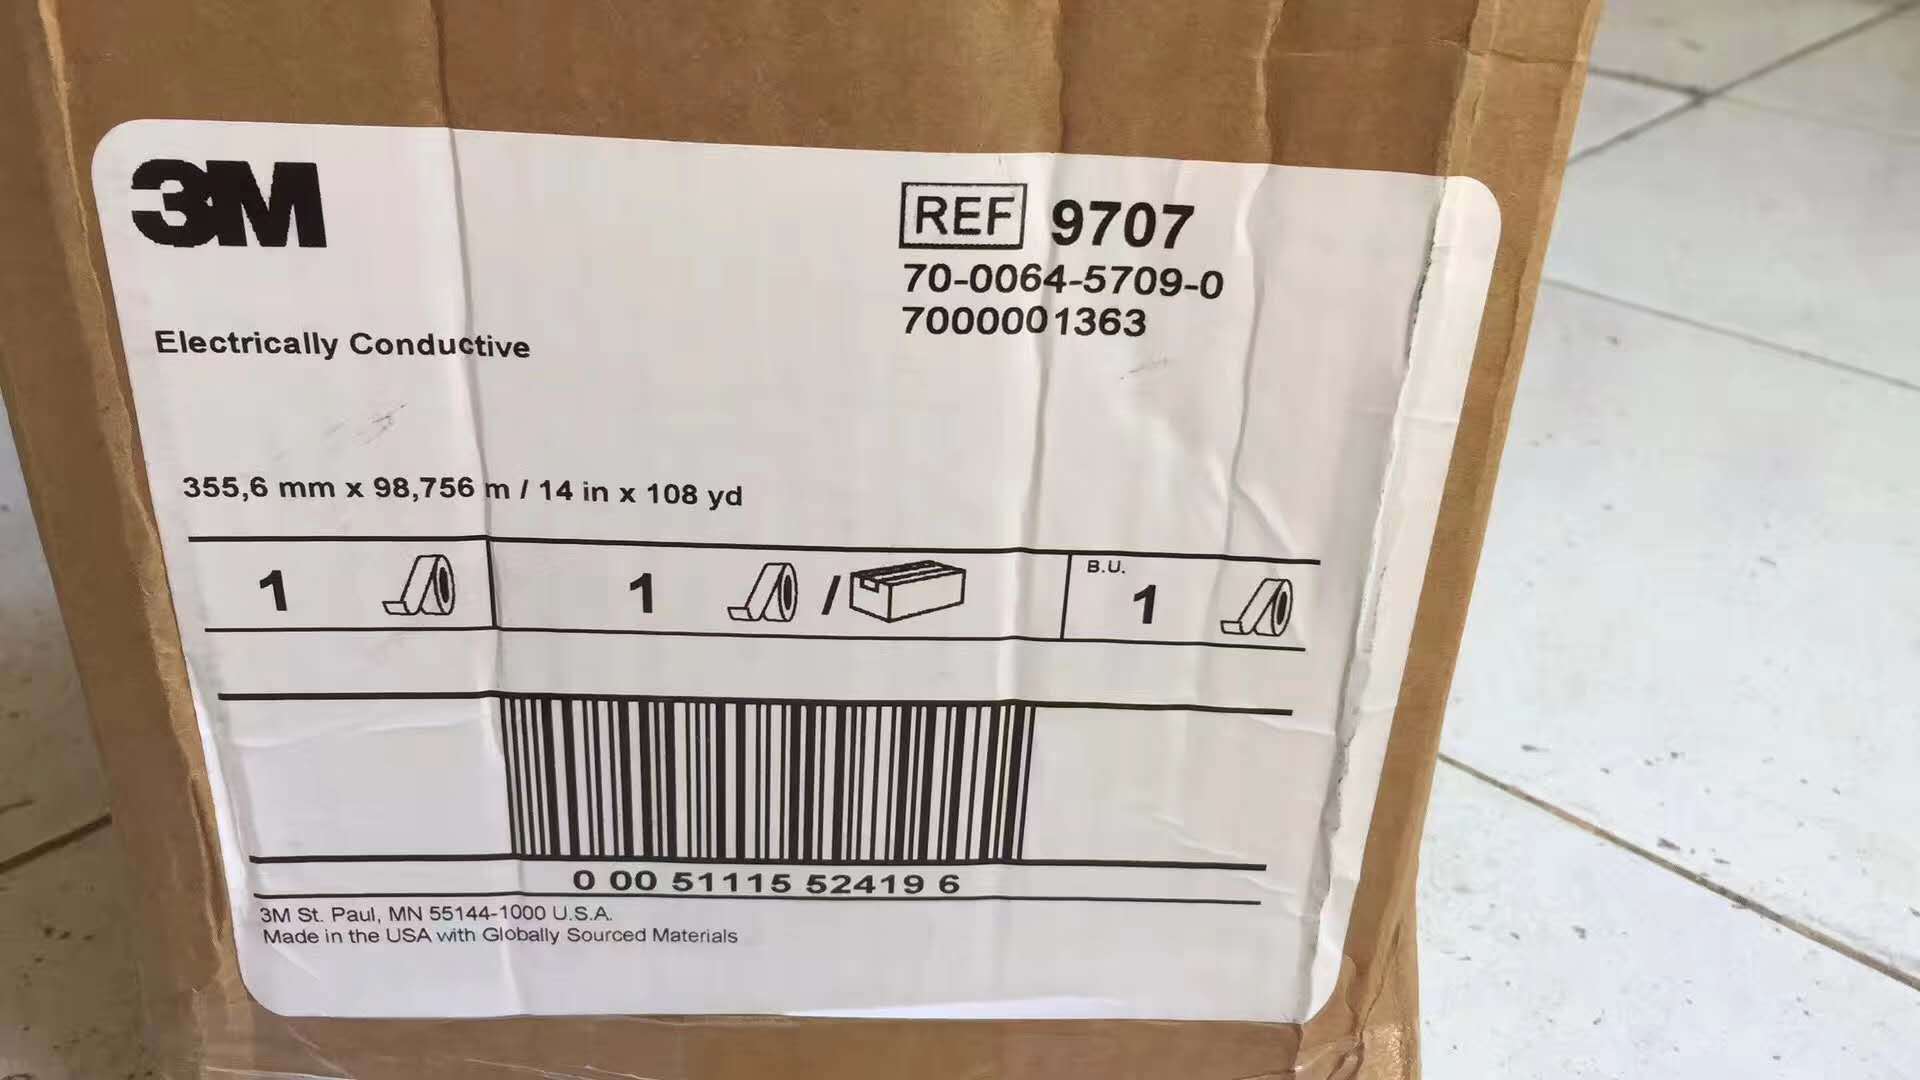 3M
REF 9707
70-0064-5709-0
7000001363
Electrically Conductive
355,6 mm x 98,756 m / 14 in x 108 yd
1 1 / B.U. 1
0 00 51115 52419 6
3M St. Paul, MN 55144-1000 U.S.A.
Made in the USA with Globally Sourced Materials